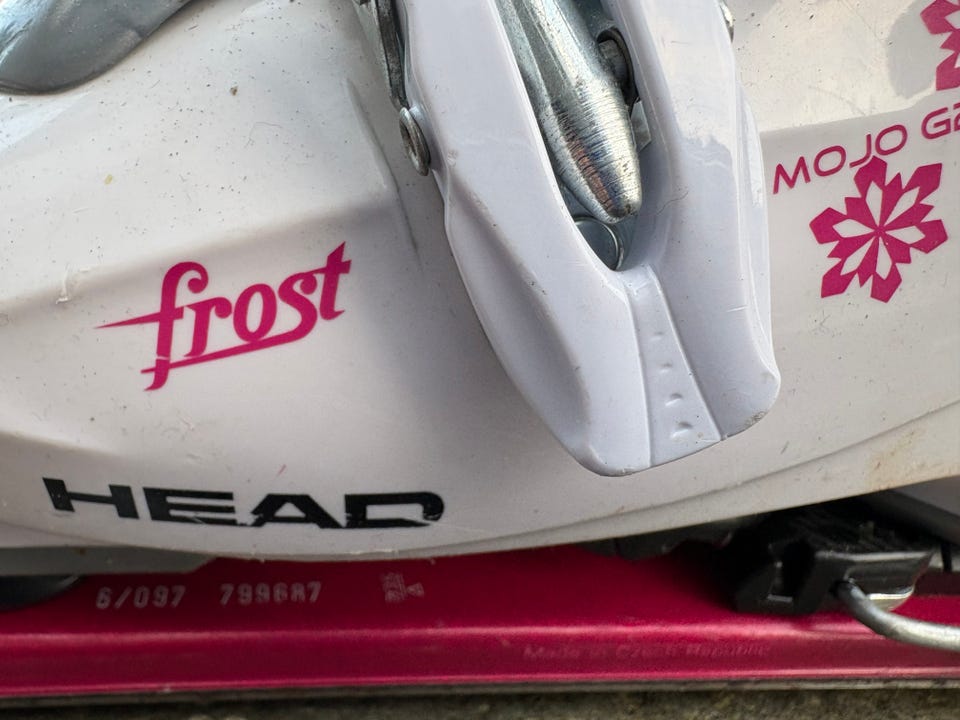 MOJO G2
frost
HEAD
6/097 799687
Made in Czech Republic